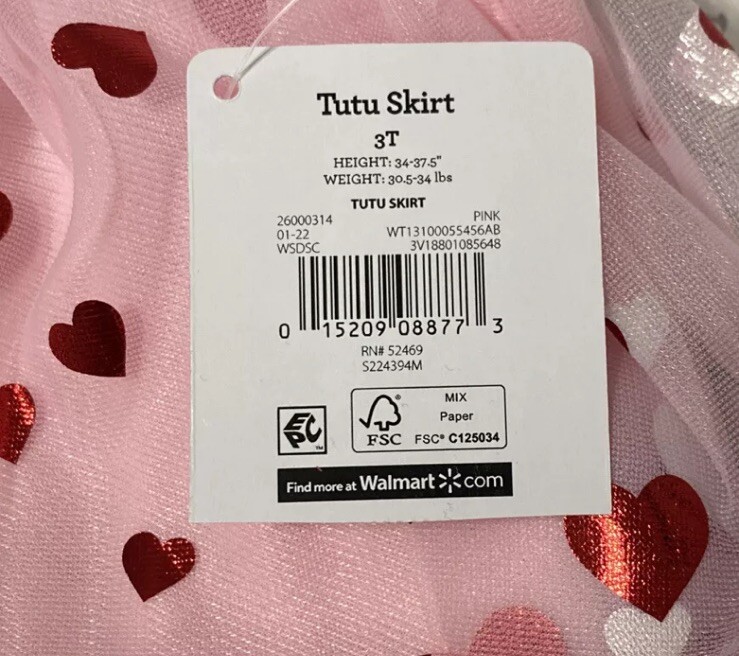 Tutu Skirt
3T
HEIGHT: 34-37.5"
WEIGHT: 30.5-34 lbs
TUTU SKIRT
26000314 PINK
01-22 WT13100055456AB
WSDSC 3V18801085648
0 15209 08877 3
RN# 52469
S224394M
EPC™
FSC®
MIX
Paper
FSC® C125034
Find more at Walmart com